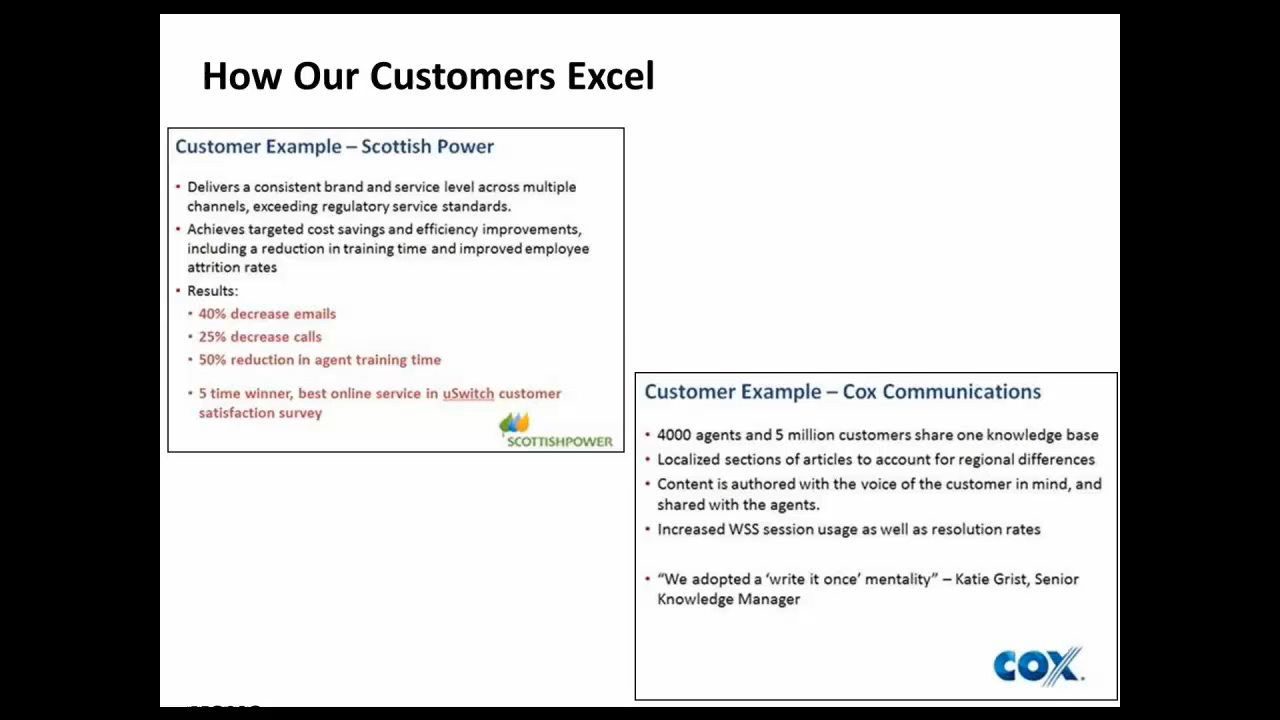 How Our Customers Excel
Customer Example – Scottish Power
• Delivers a consistent brand and service level across multiple
channels, exceeding regulatory service standards.
• Achieves targeted cost savings and efficiency improvements,
including a reduction in training time and improved employee
attrition rates
• Results:
• 40% decrease emails
• 25% decrease calls
• 50% reduction in agent training time
• 5 time winner, best online service in uSwitch customer
satisfaction survey
SCOTTISHPOWER
Customer Example – Cox Communications
• 4000 agents and 5 million customers share one knowledge base
• Localized sections of articles to account for regional differences
• Content is authored with the voice of the customer in mind, and
shared with the agents.
• Increased WSS session usage as well as resolution rates
• “We adopted a ‘write it once’ mentality” – Katie Grist, Senior
Knowledge Manager
COX